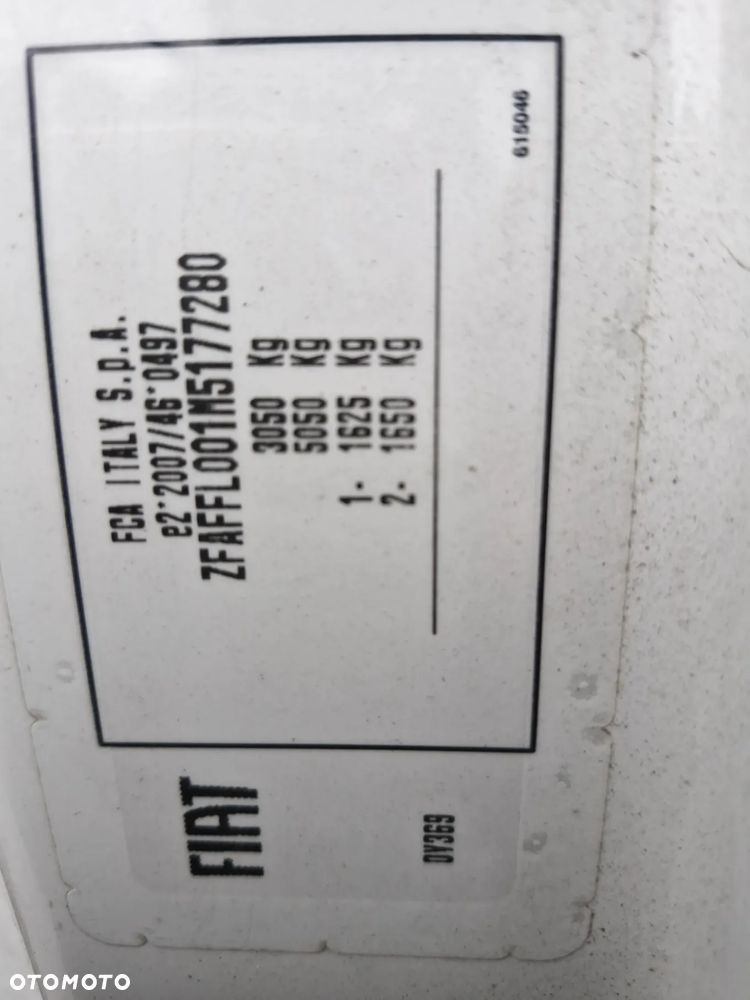 FCA ITALY S.p.A.
e2*2007/46*0497
ZFAFFL001M5177280
3050 Kg
5050 Kg
1- 1625 Kg
2- 1650 Kg
615046
FIAT
0V369
OTOMOTO